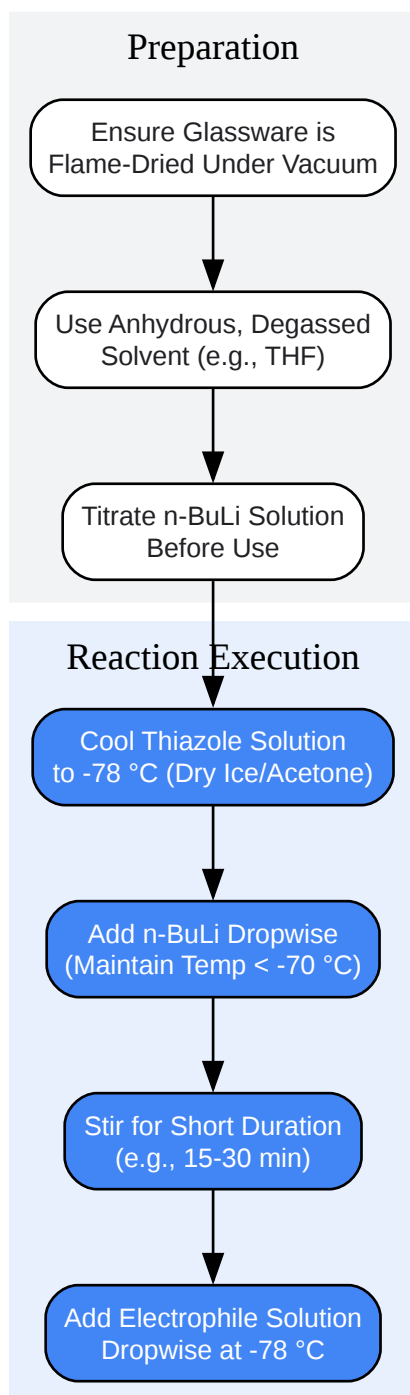 Preparation
Ensure Glassware is
Flame-Dried Under Vacuum
Use Anhydrous, Degassed
Solvent (e.g., THF)
Titrate n-BuLi Solution
Before Use
Reaction Execution
Cool Thiazole Solution
to -78 °C (Dry Ice/Acetone)
Add n-BuLi Dropwise
(Maintain Temp < -70 °C)
Stir for Short Duration
(e.g., 15-30 min)
Add Electrophile Solution
Dropwise at -78 °C